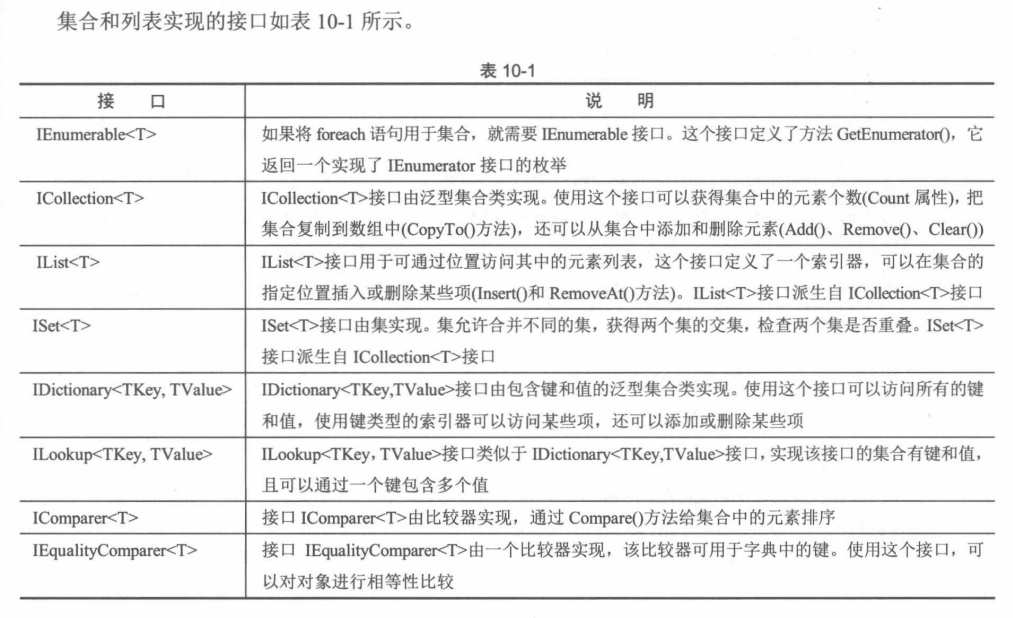 集合和列表实现的接口如表 10-1 所示。
表 10-1
接 口 说 明
IEnumerable<T> 如果将 foreach 语句用于集合，就需要 IEnumerable 接口。这个接口定义了方法 GetEnumerator()，它
返回一个实现了 IEnumerator 接口的枚举
ICollection<T> ICollection<T>接口由泛型集合类实现。使用这个接口可以获得集合中的元素个数(Count 属性)，把
集合复制到数组中(CopyTo()方法)，还可以从集合中添加和删除元素(Add()、Remove()、Clear())
IList<T> IList<T>接口用于可通过位置访问其中的元素列表，这个接口定义了一个索引器，可以在集合的
指定位置插入或删除某些项(Insert()和 RemoveAt()方法)。IList<T>接口派生自 ICollection<T>接口
ISet<T> ISet<T>接口由集实现。集允许合并不同的集，获得两个集的交集，检查两个集是否重叠。ISet<T>
接口派生自 ICollection<T>接口
IDictionary<TKey, TValue> IDictionary<TKey,TValue>接口由包含键和值的泛型集合类实现。使用这个接口可以访问所有的键
和值，使用键类型的索引器可以访问某些项，还可以添加或删除某些项
ILookup<TKey, TValue> ILookup<TKey，TValue>接口类似于 IDictionary<TKey,TValue>接口，实现该接口的集合有键和值，
且可以通过一个键包含多个值
IComparer<T> 接口 IComparer<T>由比较器实现，通过 Compare()方法给集合中的元素排序
IEqualityComparer<T> 接口 IEqualityComparer<T>由一个比较器实现，该比较器可用于字典中的键。使用这个接口，可
以对对象进行相等性比较